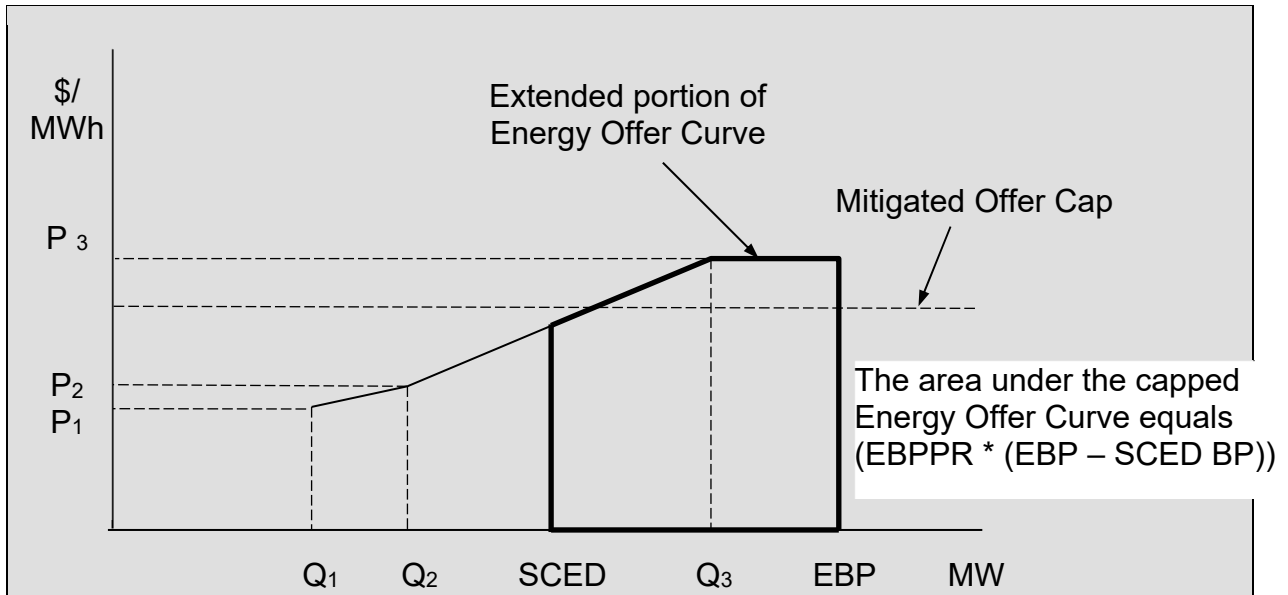 $/
MWh
Extended portion of
Energy Offer Curve
Mitigated Offer Cap
P 3
P2
P1
The area under the capped
Energy Offer Curve equals
(EBPPR * (EBP – SCED BP))
Q1 Q2 SCED Q3 EBP MW